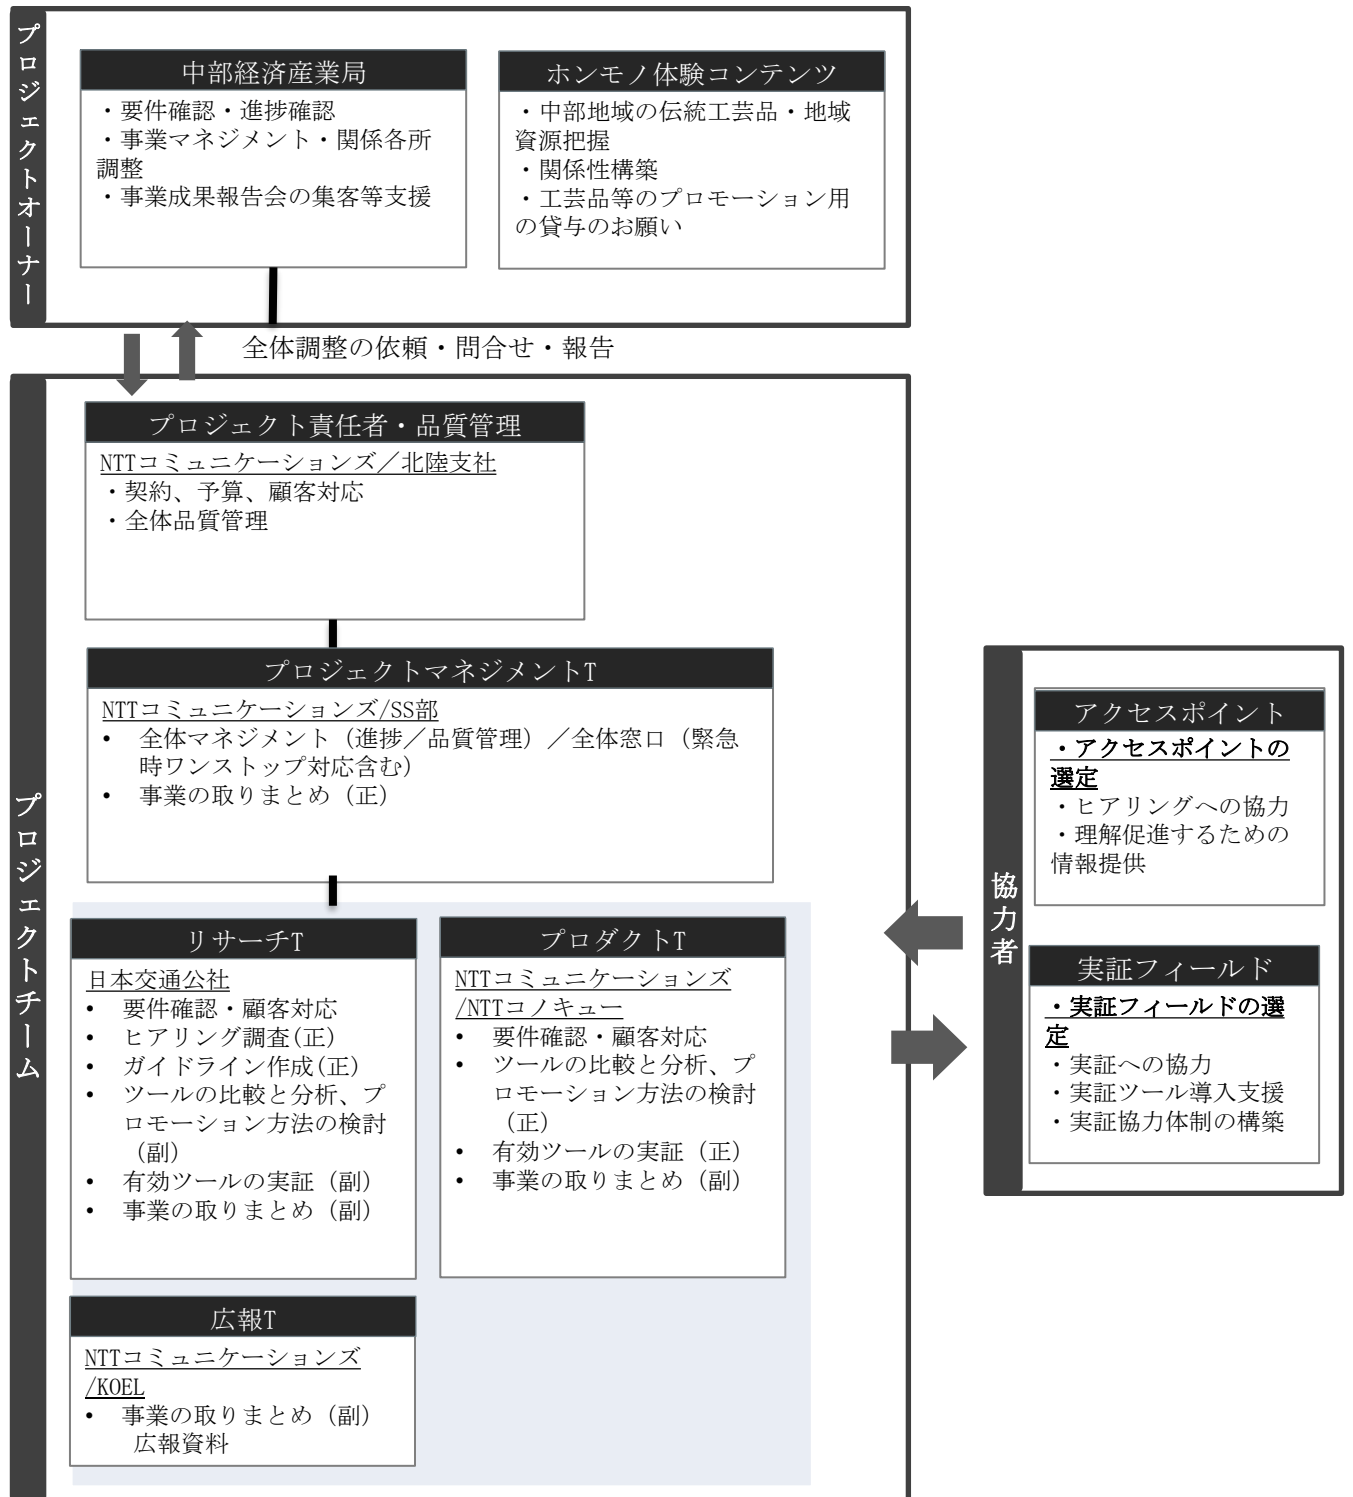 プロジェクトオーナー
中部経済産業局
・要件確認・進捗確認
・事業マネジメント・関係各所
調整
・事業成果報告会の集客等支援
ホンモノ体験コンテンツ
・中部地域の伝統工芸品・地域
資源把握
・関係性構築
・工芸品等のプロモーション用
の貸与のお願い
全体調整の依頼・問合せ・報告
プロジェクトチーム
プロジェクト責任者・品質管理
NTTコミュニケーションズ／北陸支社
・契約、予算、顧客対応
・全体品質管理
プロジェクトマネジメントT
NTTコミュニケーションズ/SS部
• 全体マネジメント（進捗／品質管理）／全体窓口（緊急
時ワンストップ対応含む）
• 事業の取りまとめ（正）
リサーチT
日本交通公社
• 要件確認・顧客対応
• ヒアリング調査(正)
• ガイドライン作成(正)
• ツールの比較と分析、プ
ロモーション方法の検討
（副）
• 有効ツールの実証（副）
• 事業の取りまとめ（副）
プロダクトT
NTTコミュニケーションズ
/NTTコノキュー
• 要件確認・顧客対応
• ツールの比較と分析、プ
ロモーション方法の検討
（正）
• 有効ツールの実証（正）
• 事業の取りまとめ（副）
広報T
NTTコミュニケーションズ
/KOEL
• 事業の取りまとめ（副）
広報資料
協力者
アクセスポイント
・アクセスポイントの
選定
・ヒアリングへの協力
・理解促進するための
情報提供
実証フィールド
・実証フィールドの選
定
・実証への協力
・実証ツール導入支援
・実証協力体制の構築